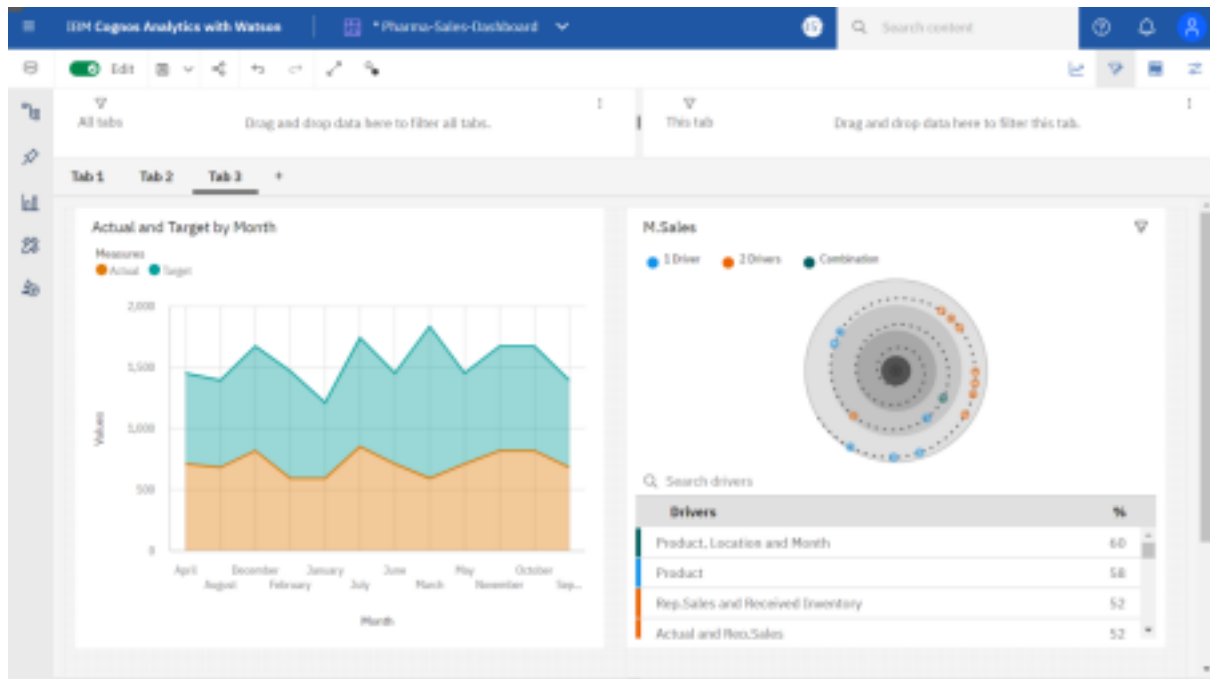 IBM Cognos Analytics with Watson
* Pharma-Sales-Dashboard
Search content
Edit
All tabs
Drag and drop data here to filter all tabs.
This tab
Drag and drop data here to filter this tab.
Tab 1 Tab 2 Tab 3 +
Actual and Target by Month
Measures
Actual Target
2,000
1,500
1,000
500
0
Values
April December January June May October
August February July March November Sep...
Month
M.Sales
1 Driver 2 Drivers Combination
Search drivers
Drivers %
Product, Location and Month 60
Product 58
Rep.Sales and Received Inventory 52
Actual and Rep.Sales 52